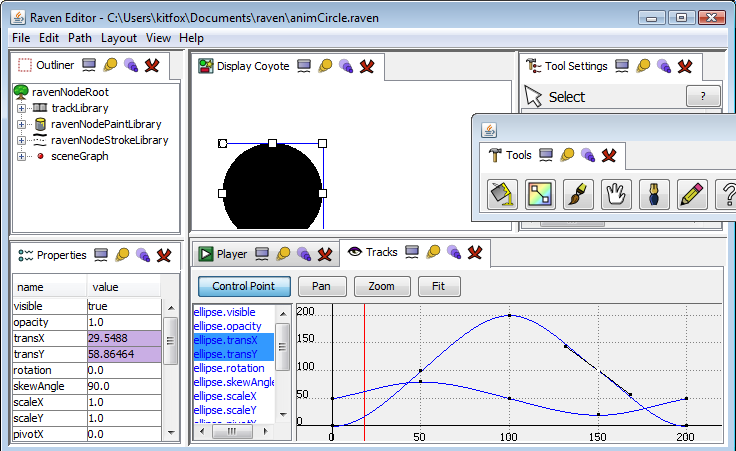 Raven Editor - C:\Users\kitfox\Documents\raven\animCircle.raven
File Edit Path Layout View Help
Outliner
ravenNodeRoot
trackLibrary
ravenNodePaintLibrary
ravenNodeStrokeLibrary
sceneGraph
Display Coyote
Tool Settings
Select
?
Tools
?
Properties
name value
visible true
opacity 1.0
transX 29.5488
transY 58.86464
rotation 0.0
skewAngle 90.0
scaleX 1.0
scaleY 1.0
pivotX 0.0
Player
Tracks
Control Point Pan Zoom Fit
ellipse.visible
ellipse.opacity
ellipse.transX
ellipse.transY
ellipse.rotation
ellipse.skewAngle
ellipse.scaleX
ellipse.scaleY
ellipse.pivotX
200
150
100
50
100
0 50 100 150 200